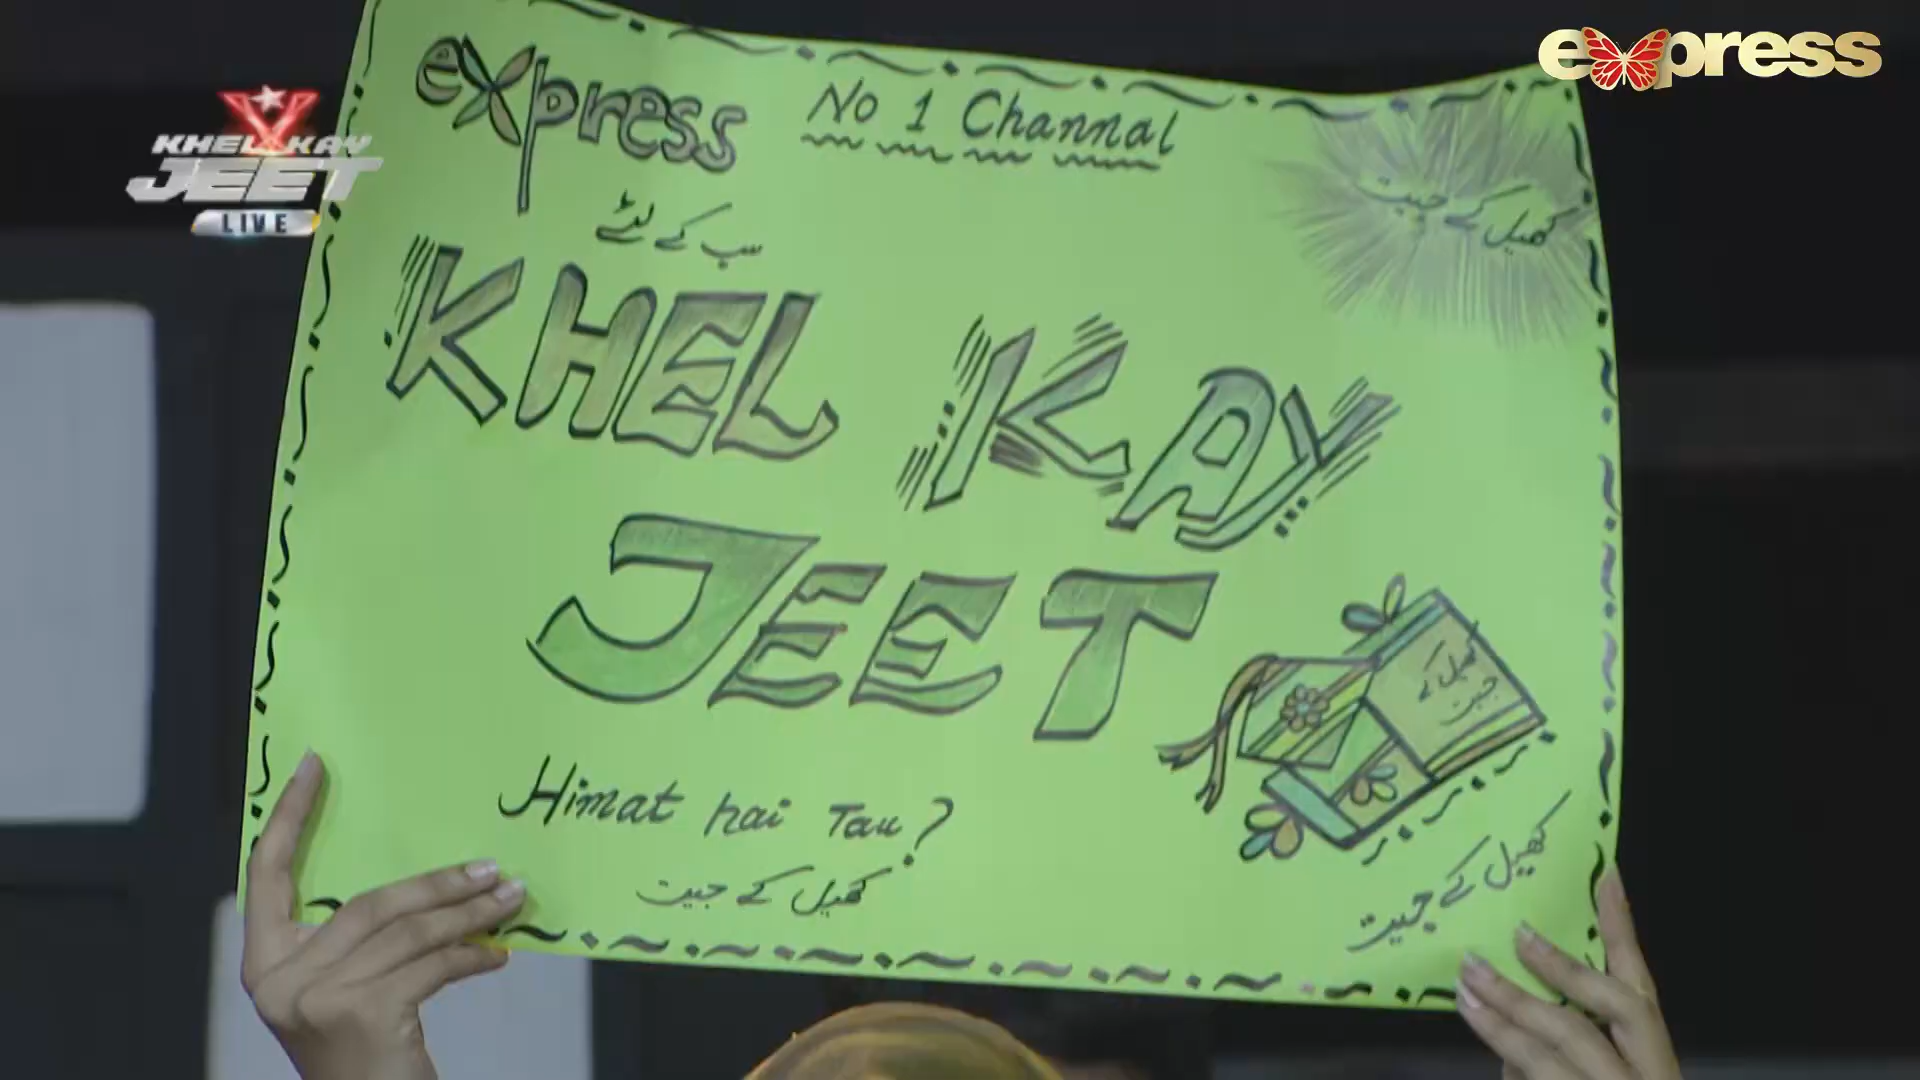 express
KHEL KAY
JEET
LIVE
express No 1 Channal
سب کے لئے
کھیل کے جیت
KHEL KAY
JEET
کھیل کے جیت
Himat hai Tau?
کھیل کے جیت
کھیل کے جیت